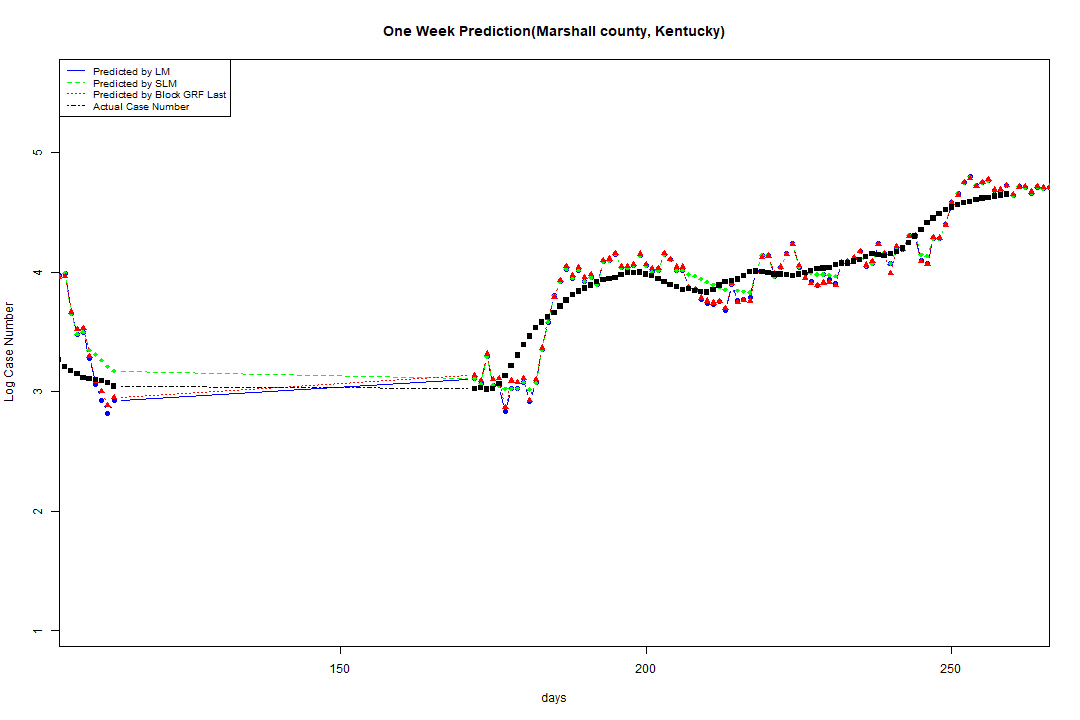 One Week Prediction(Marshall county, Kentucky)
Predicted by LM
Predicted by SLM
Predicted by Block GRF Last
Actual Case Number
5
4
3
2
1
Log Case Number
150 200 250
days